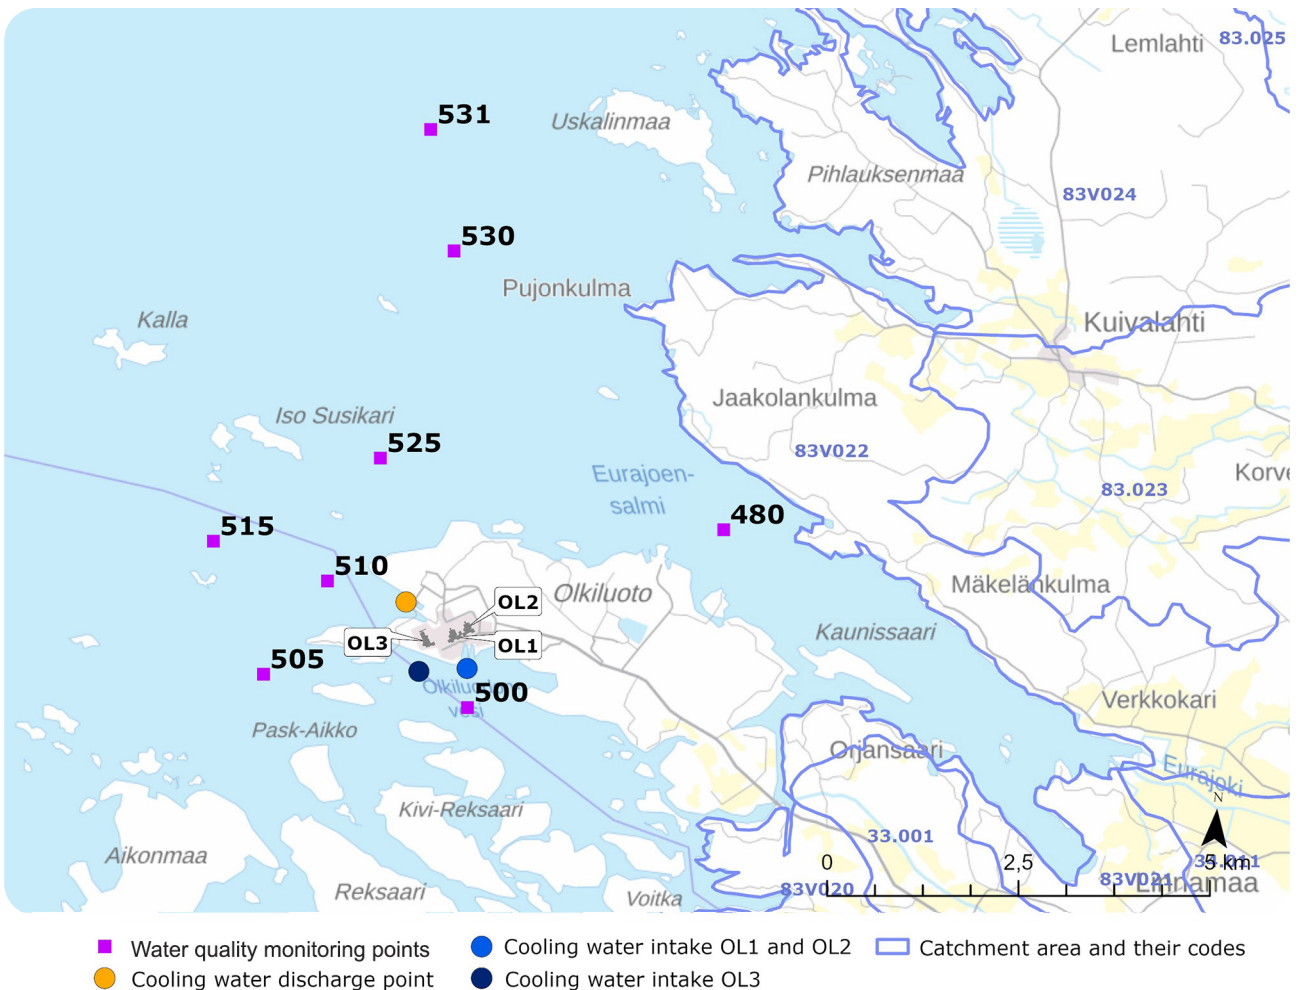 Lemlahti
83.025
531
Uskalinmaa
Pihlauksenmaa
83V024
530
Pujonkulma
Kalla
Kuivalahti
Jaakolankulma
Iso Susikari
525
83V022
Eurajoen-
salmi
Korve
83.023
480
515
510
Olkiluoto
Mäkelänkulma
OL2
OL3
OL1
Kaunissaari
505
Olkiluodon
vesi
500
Verkkokari
Pask-Aikko
Orjansaari
Eurajoki
N
Kivi-Reksaari
33.001
Aikonmaa
0
2,5
5 km
83V020
83V021
Linnamaa
Reksaari
Voitka
Water quality monitoring points
Cooling water intake OL1 and OL2
Catchment area and their codes
Cooling water discharge point
Cooling water intake OL3